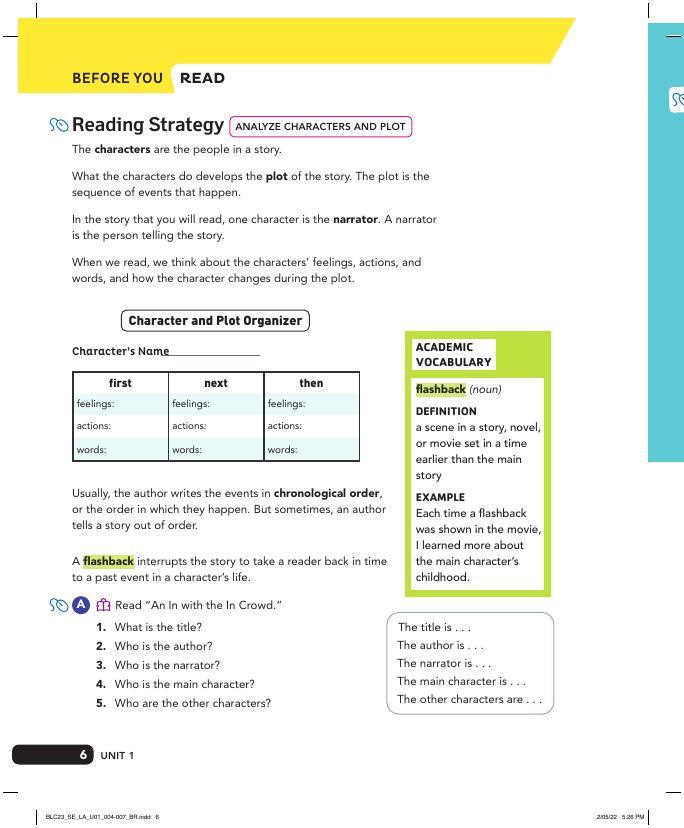 BEFORE YOU READ
Reading Strategy ANALYZE CHARACTERS AND PLOT
The characters are the people in a story.
What the characters do develops the plot of the story. The plot is the
sequence of events that happen.
In the story that you will read, one character is the narrator. A narrator
is the person telling the story.
When we read, we think about the characters' feelings, actions, and
words, and how the character changes during the plot.
Character and Plot Organizer
Character's Name
first next then
feelings: feelings: feelings:
actions: actions: actions:
words: words: words:
ACADEMIC
VOCABULARY
flashback (noun)
DEFINITION
a scene in a story, novel,
or movie set in a time
earlier than the main
story
EXAMPLE
Each time a flashback
was shown in the movie,
I learned more about
the main character's
childhood.
Usually, the author writes the events in chronological order,
or the order in which they happen. But sometimes, an author
tells a story out of order.
A flashback interrupts the story to take a reader back in time
to a past event in a character's life.
A Read “An In with the In Crowd.”
1. What is the title?
2. Who is the author?
3. Who is the narrator?
4. Who is the main character?
5. Who are the other characters?
The title is . . .
The author is . . .
The narrator is . . .
The main character is . . .
The other characters are . . .
6 UNIT 1
BLC23_SE_LA_U01_004-007_BR.indd 6
2/05/22 5:26 PM